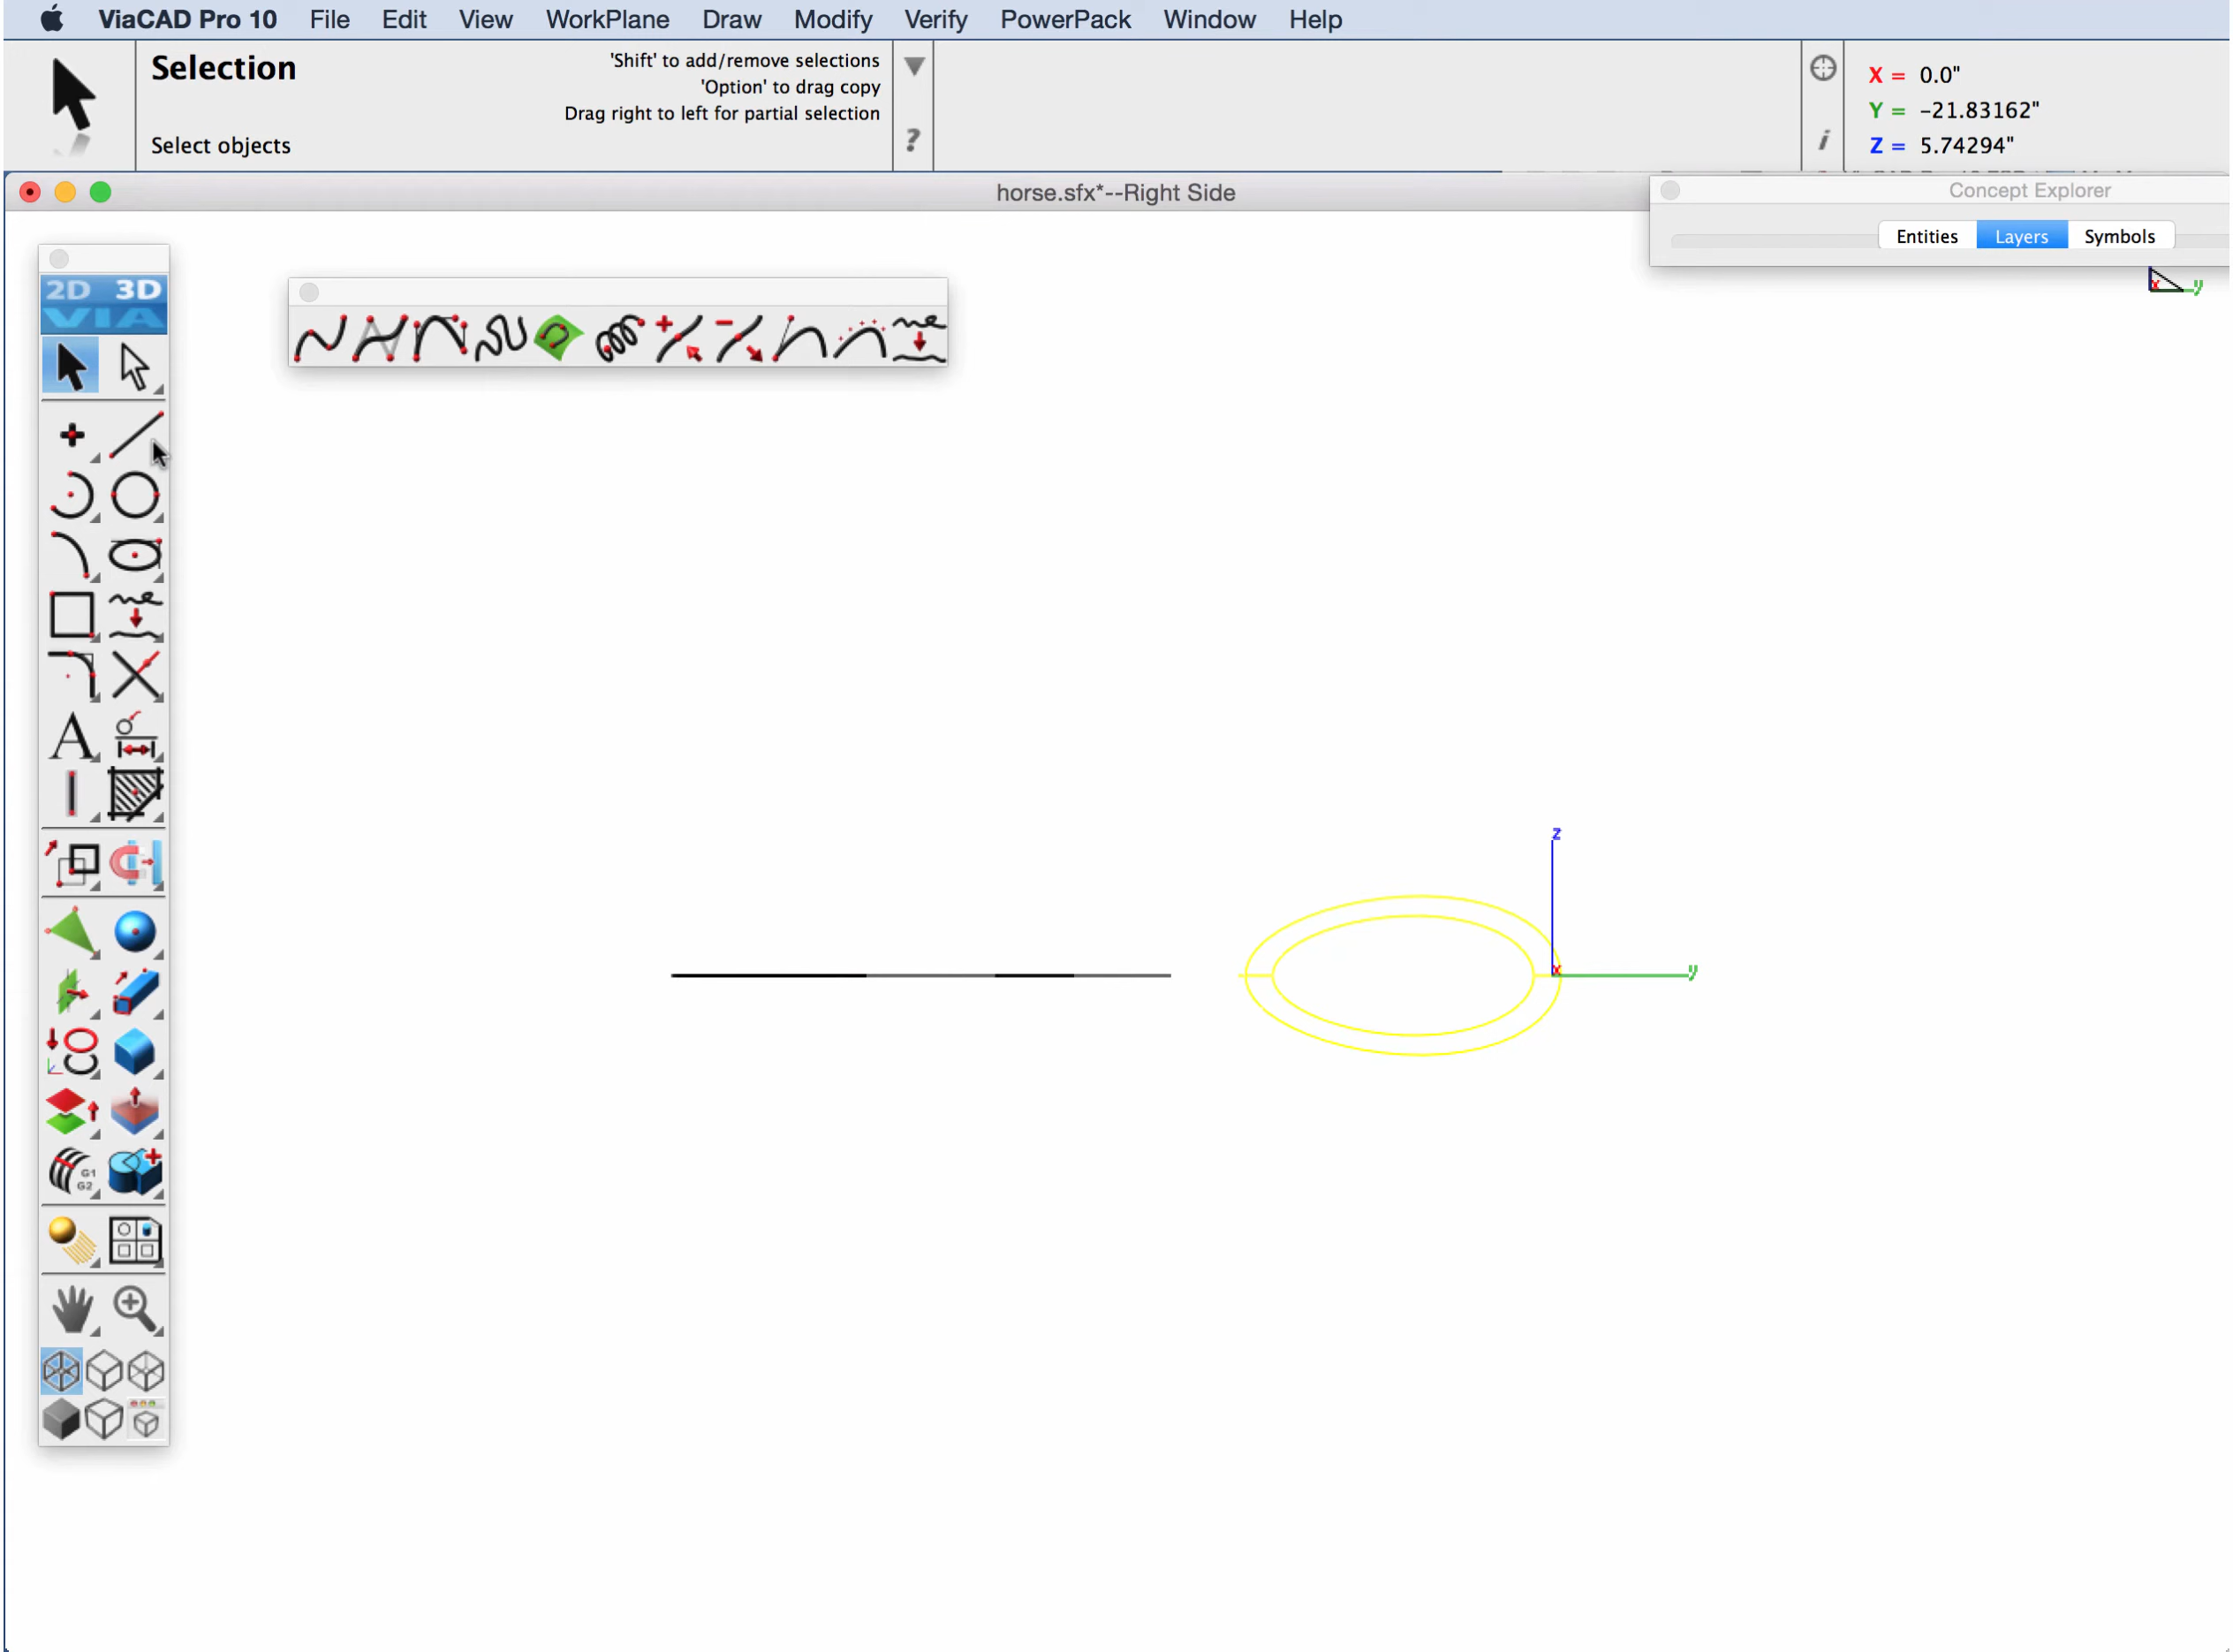 ViaCAD Pro 10 File Edit View WorkPlane Draw Modify Verify PowerPack Window Help
Selection
'Shift' to add/remove selections
'Option' to drag copy
Drag right to left for partial selection
Select objects
?
i
X = 0.0"
Y = -21.83162"
Z = 5.74294"
horse.sfx*--Right Side
Concept Explorer
Entities Layers Symbols
2D 3D
VIA
A
G1
G2
x y
z
x y